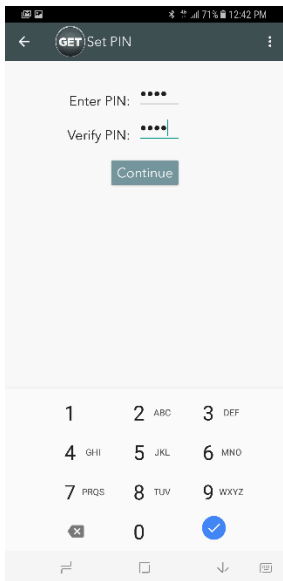 71% 12:42 PM
GET Set PIN
Enter PIN: ••••
Verify PIN: ••••
Continue
1 2 ABC 3 DEF
4 GHI 5 JKL 6 MNO
7 PRQS 8 TUV 9 WXYZ
0